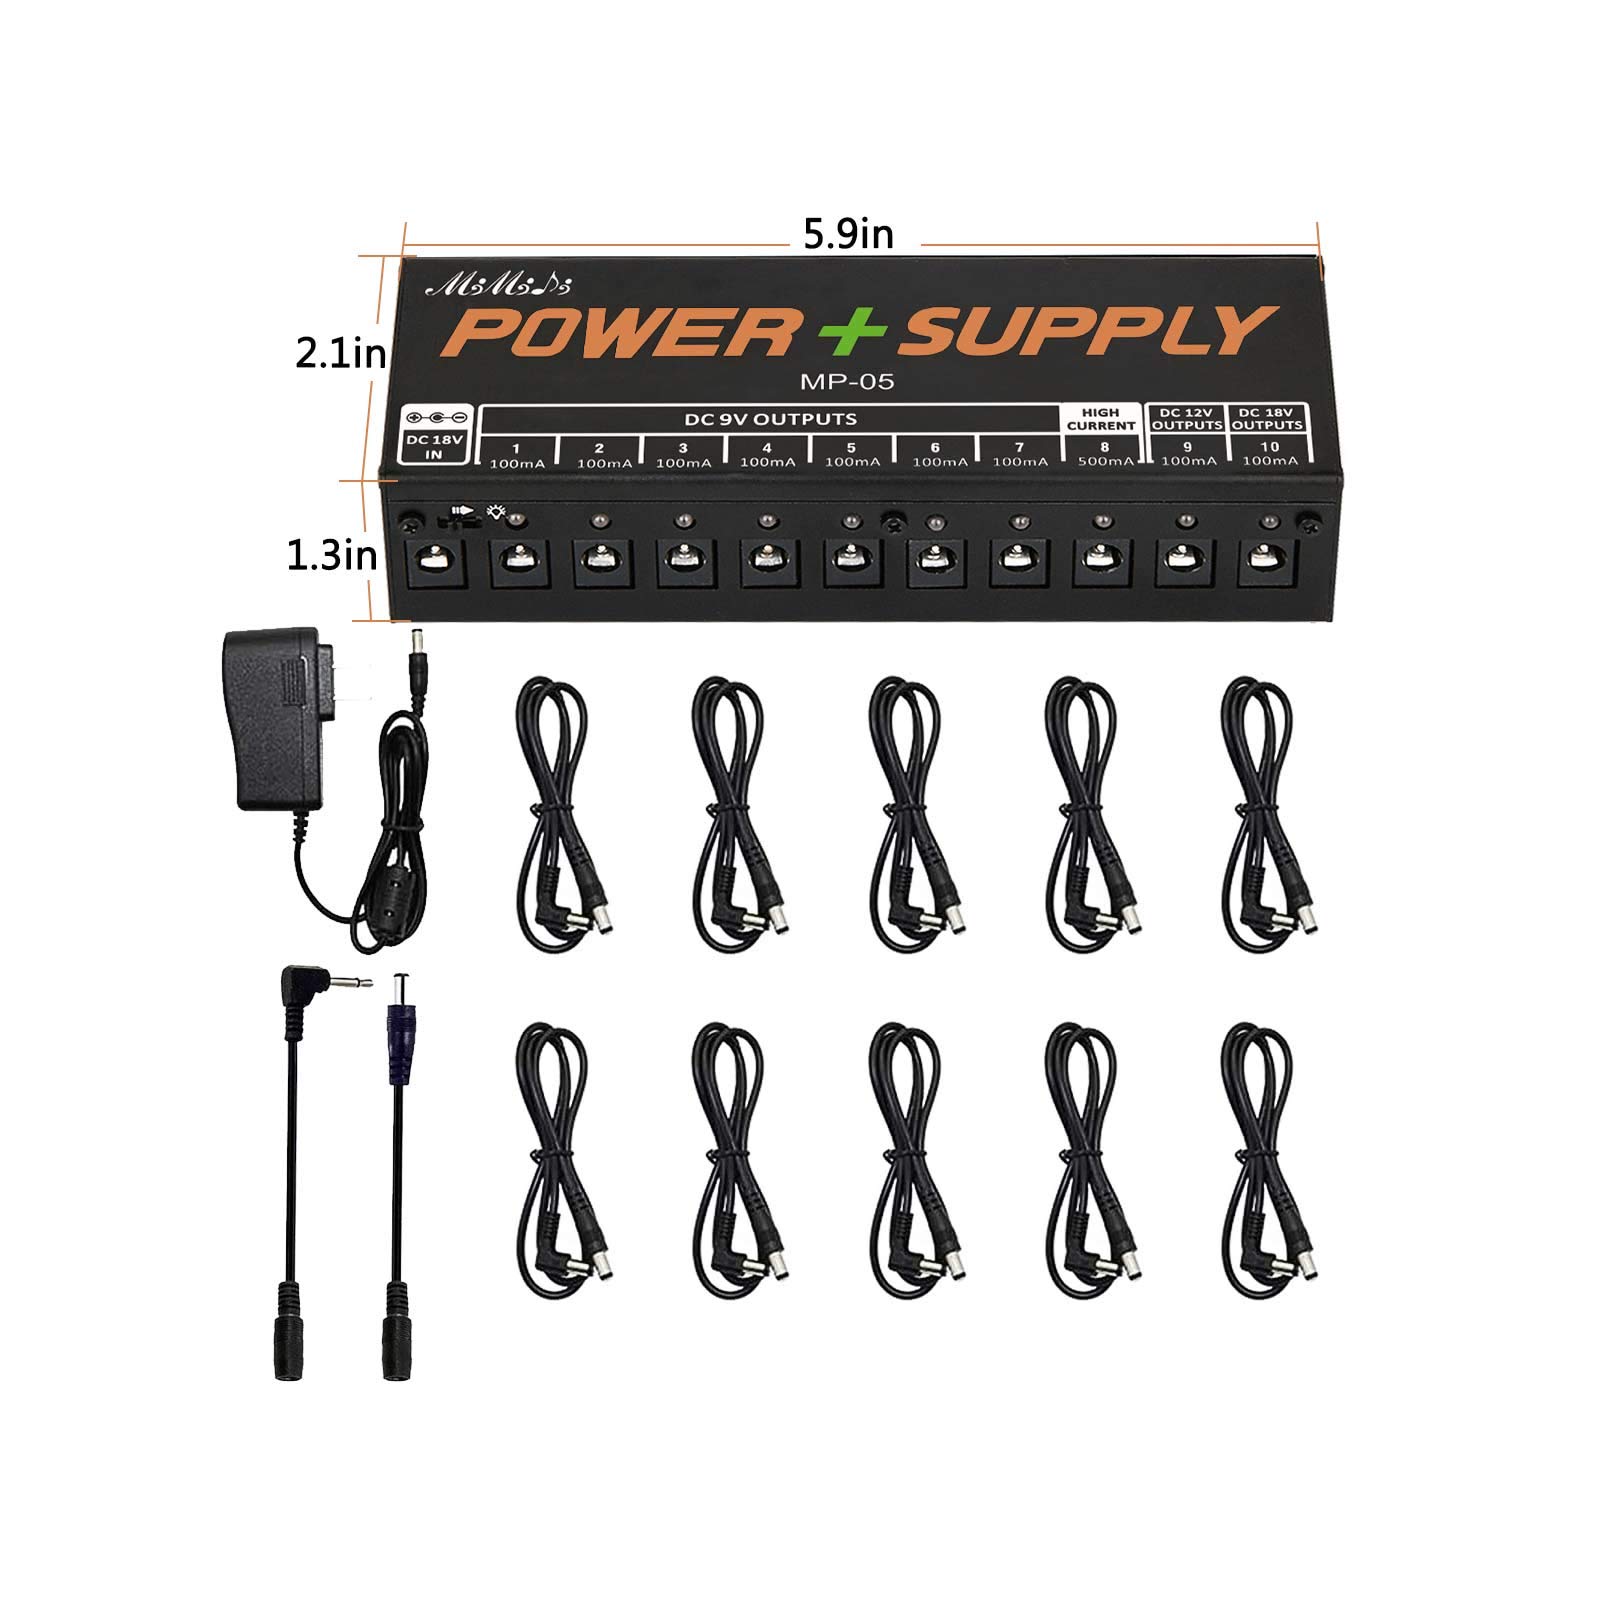 5.9in
MiMiDi
POWER + SUPPLY
2.1in
MP-05
DC 18V
IN
DC 9V OUTPUTS
HIGH
CURRENT
DC 12V
OUTPUTS
DC 18V
OUTPUTS
1 2 3 4 5 6 7 8 9 10
100mA 100mA 100mA 100mA 100mA 100mA 100mA 500mA 100mA 100mA
1.3in